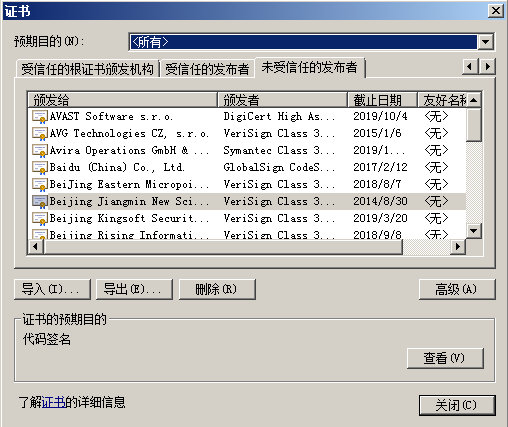 证书
预期目的(N):
<所有>
受信任的根证书颁发机构 受信任的发布者 未受信任的发布者
颁发给 颁发者 截止日期 友好名称
AVAST Software s.r.o. DigiCert High As... 2019/10/4 <无>
AVG Technologies CZ, s.r.o. VeriSign Class 3... 2015/1/6 <无>
Avira Operations GmbH & ... Symantec Class 3... 2019/1... <无>
Baidu (China) Co., Ltd. GlobalSign CodeS... 2017/2/12 <无>
BeiJing Eastern Micropoi... VeriSign Class 3... 2018/8/7 <无>
Beijing Jiangmin New Sci... VeriSign Class 3... 2014/8/30 <无>
Beijing Kingsoft Securit... VeriSign Class 3... 2019/3/20 <无>
Beijing Rising Informati... VeriSign Class 3... 2018/9/8 <无>
导入(I)... 导出(E)... 删除(R) 高级(A)
证书的预期目的
代码签名
查看(V)
了解证书的详细信息
关闭(C)